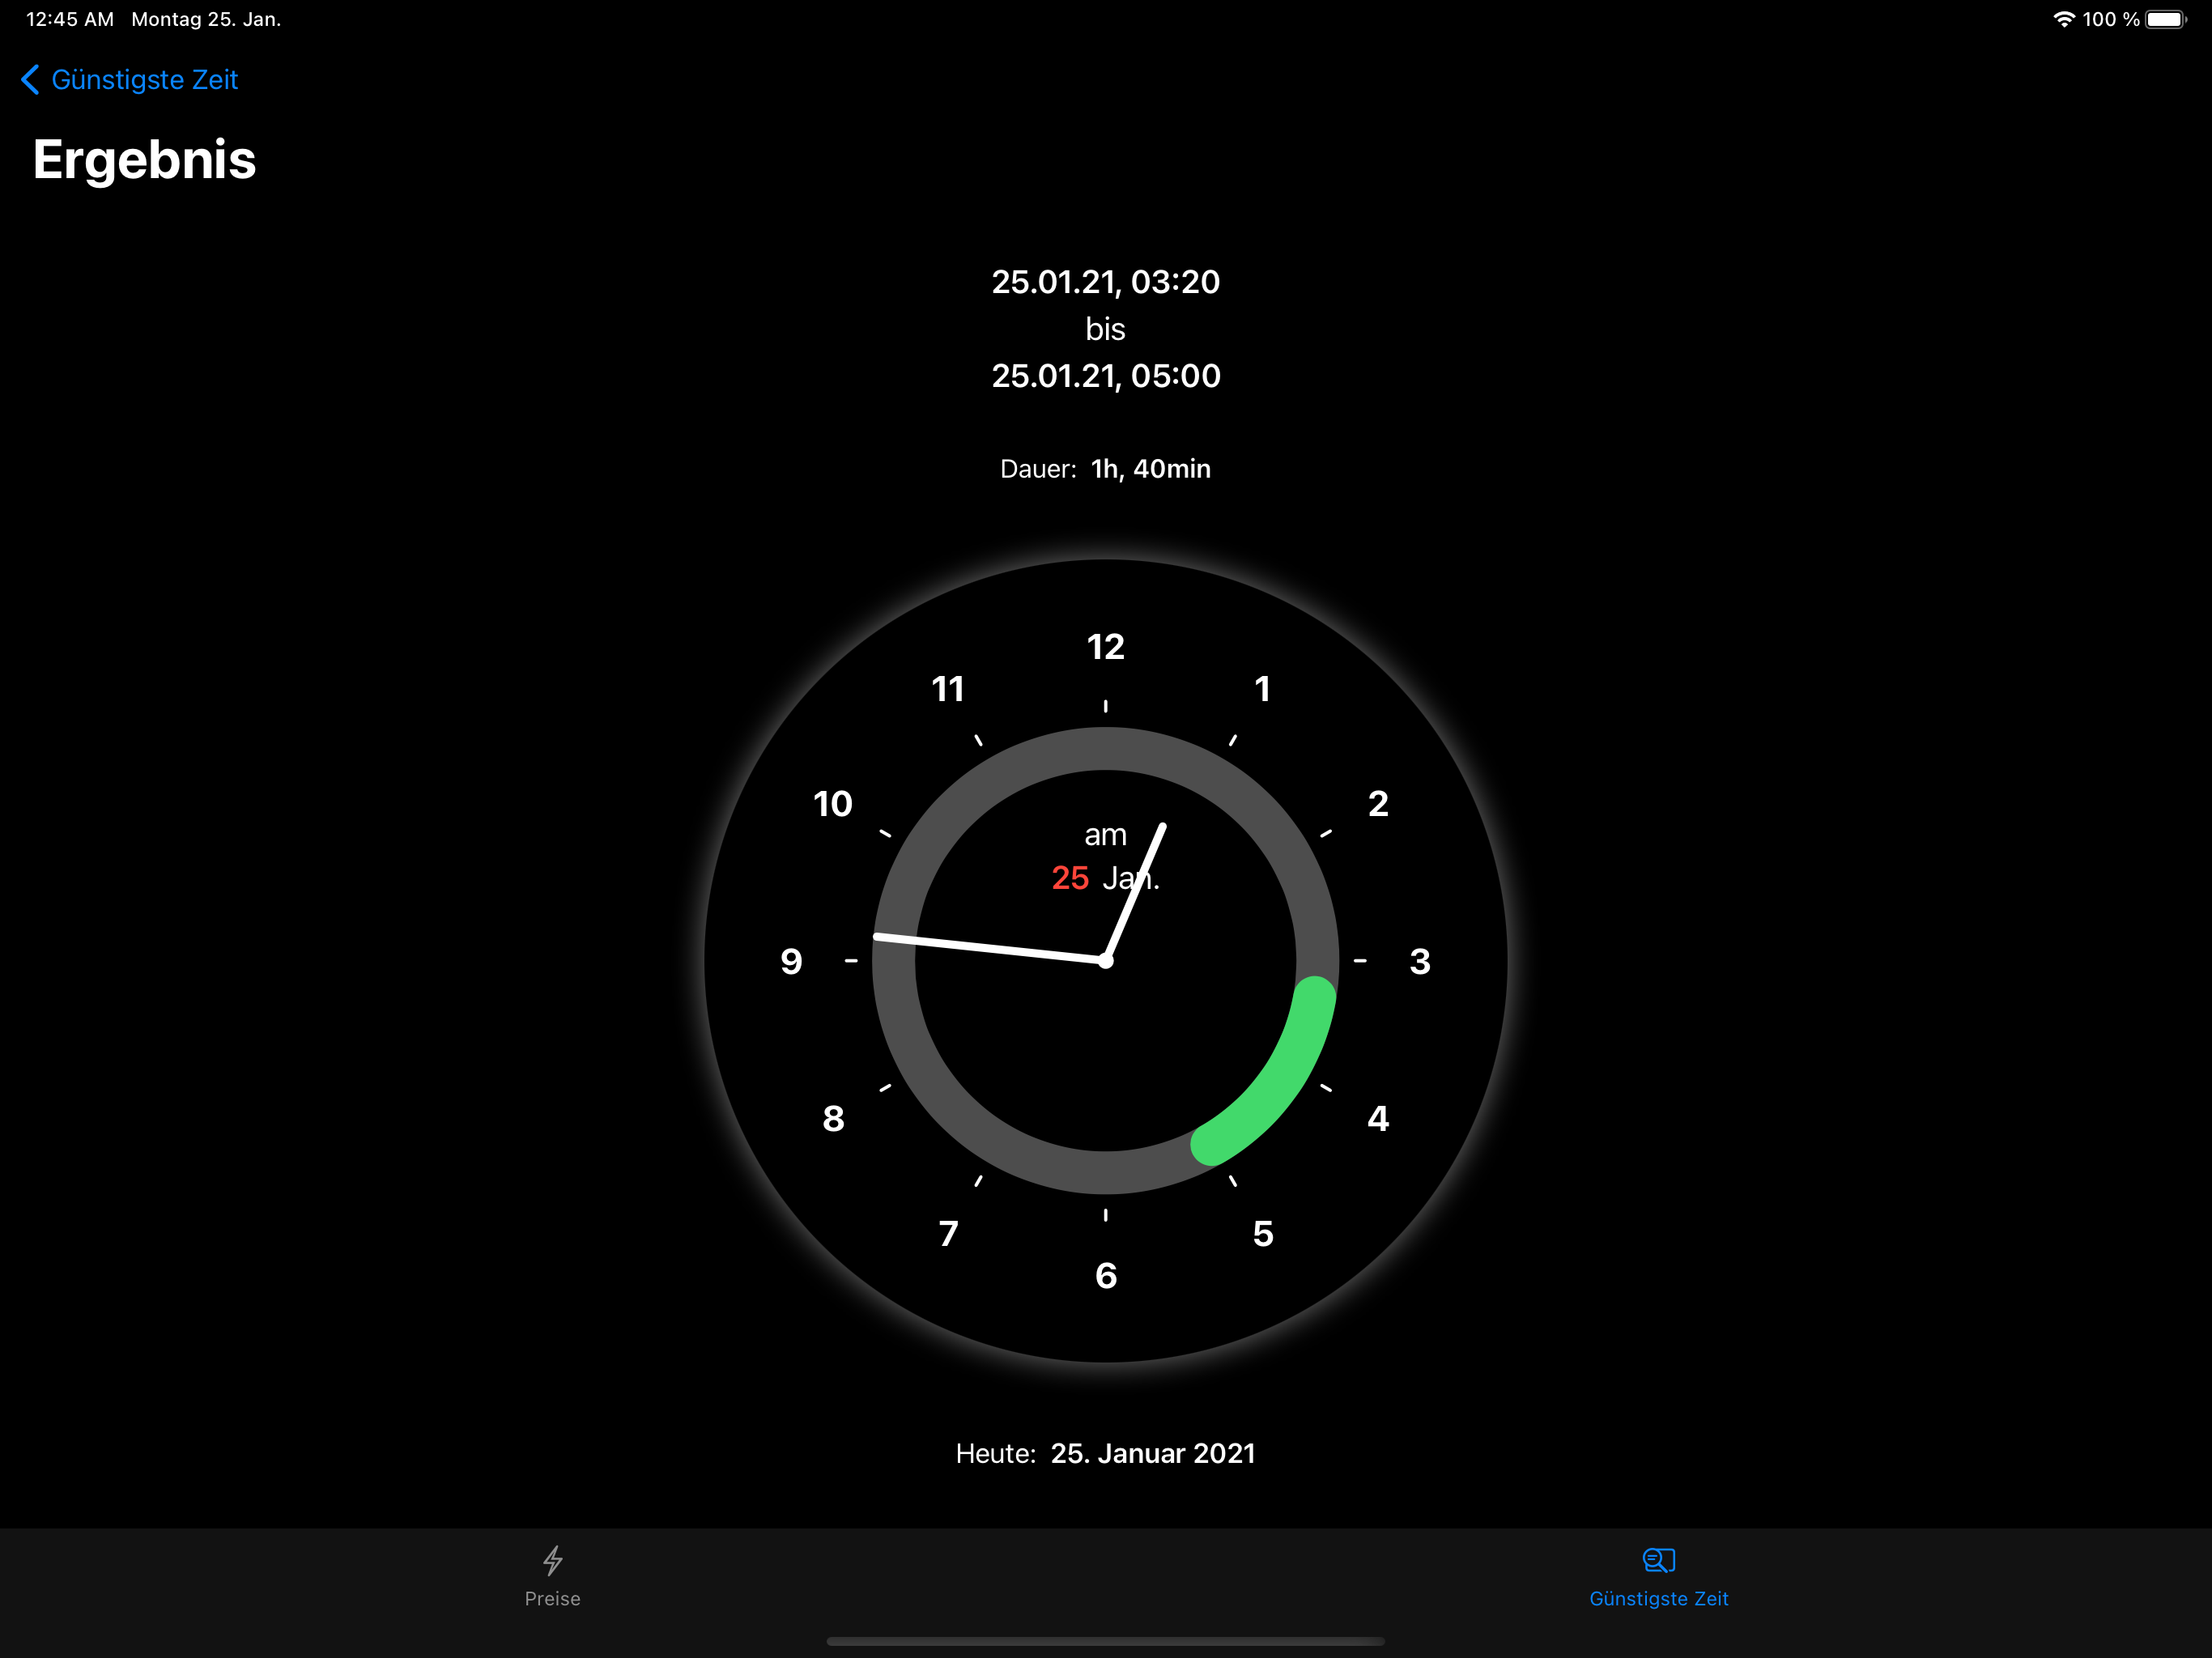 12:45 AM Montag 25. Jan. 100 %
Günstigste Zeit
Ergebnis
25.01.21, 03:20
bis
25.01.21, 05:00
Dauer: 1h, 40min
12
11 1
10 2
am
25 Jan.
9 3
8 4
7 5
6
Heute: 25. Januar 2021
Preise Günstigste Zeit